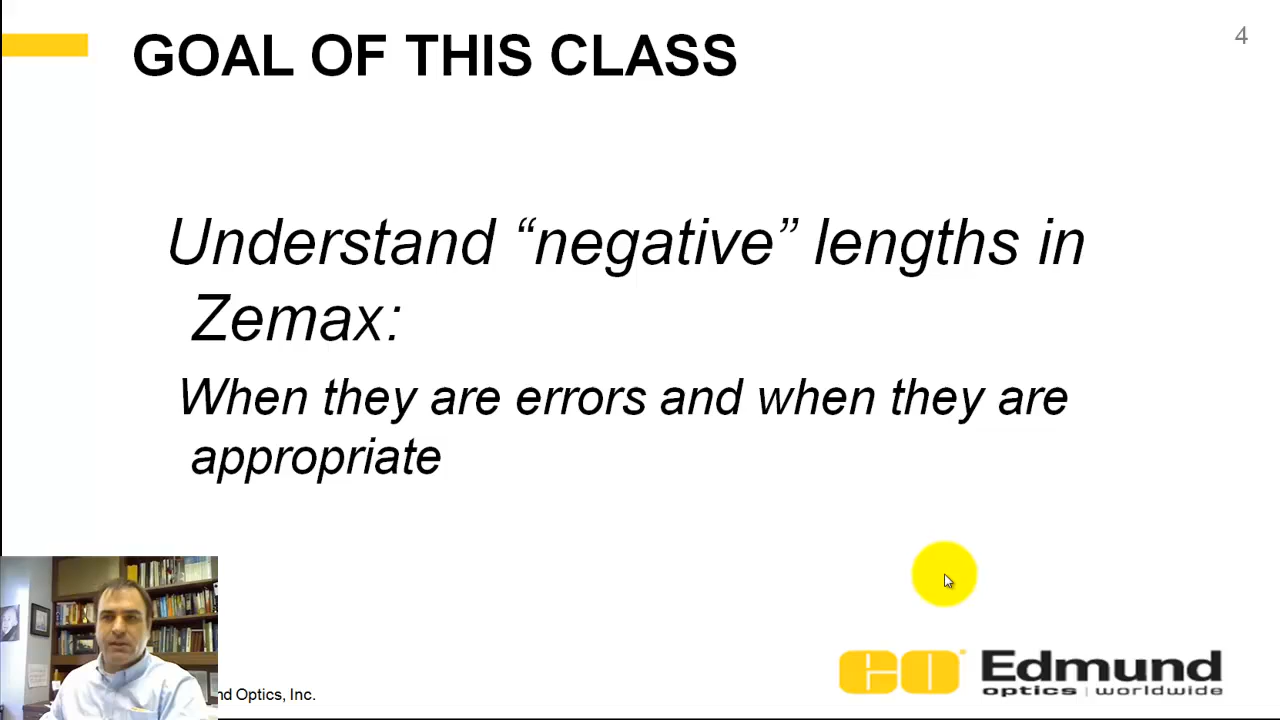 GOAL OF THIS CLASS
4
Understand “negative” lengths in
Zemax:
When they are errors and when they are
appropriate
nd Optics, Inc.
eo Edmund
optics | worldwide